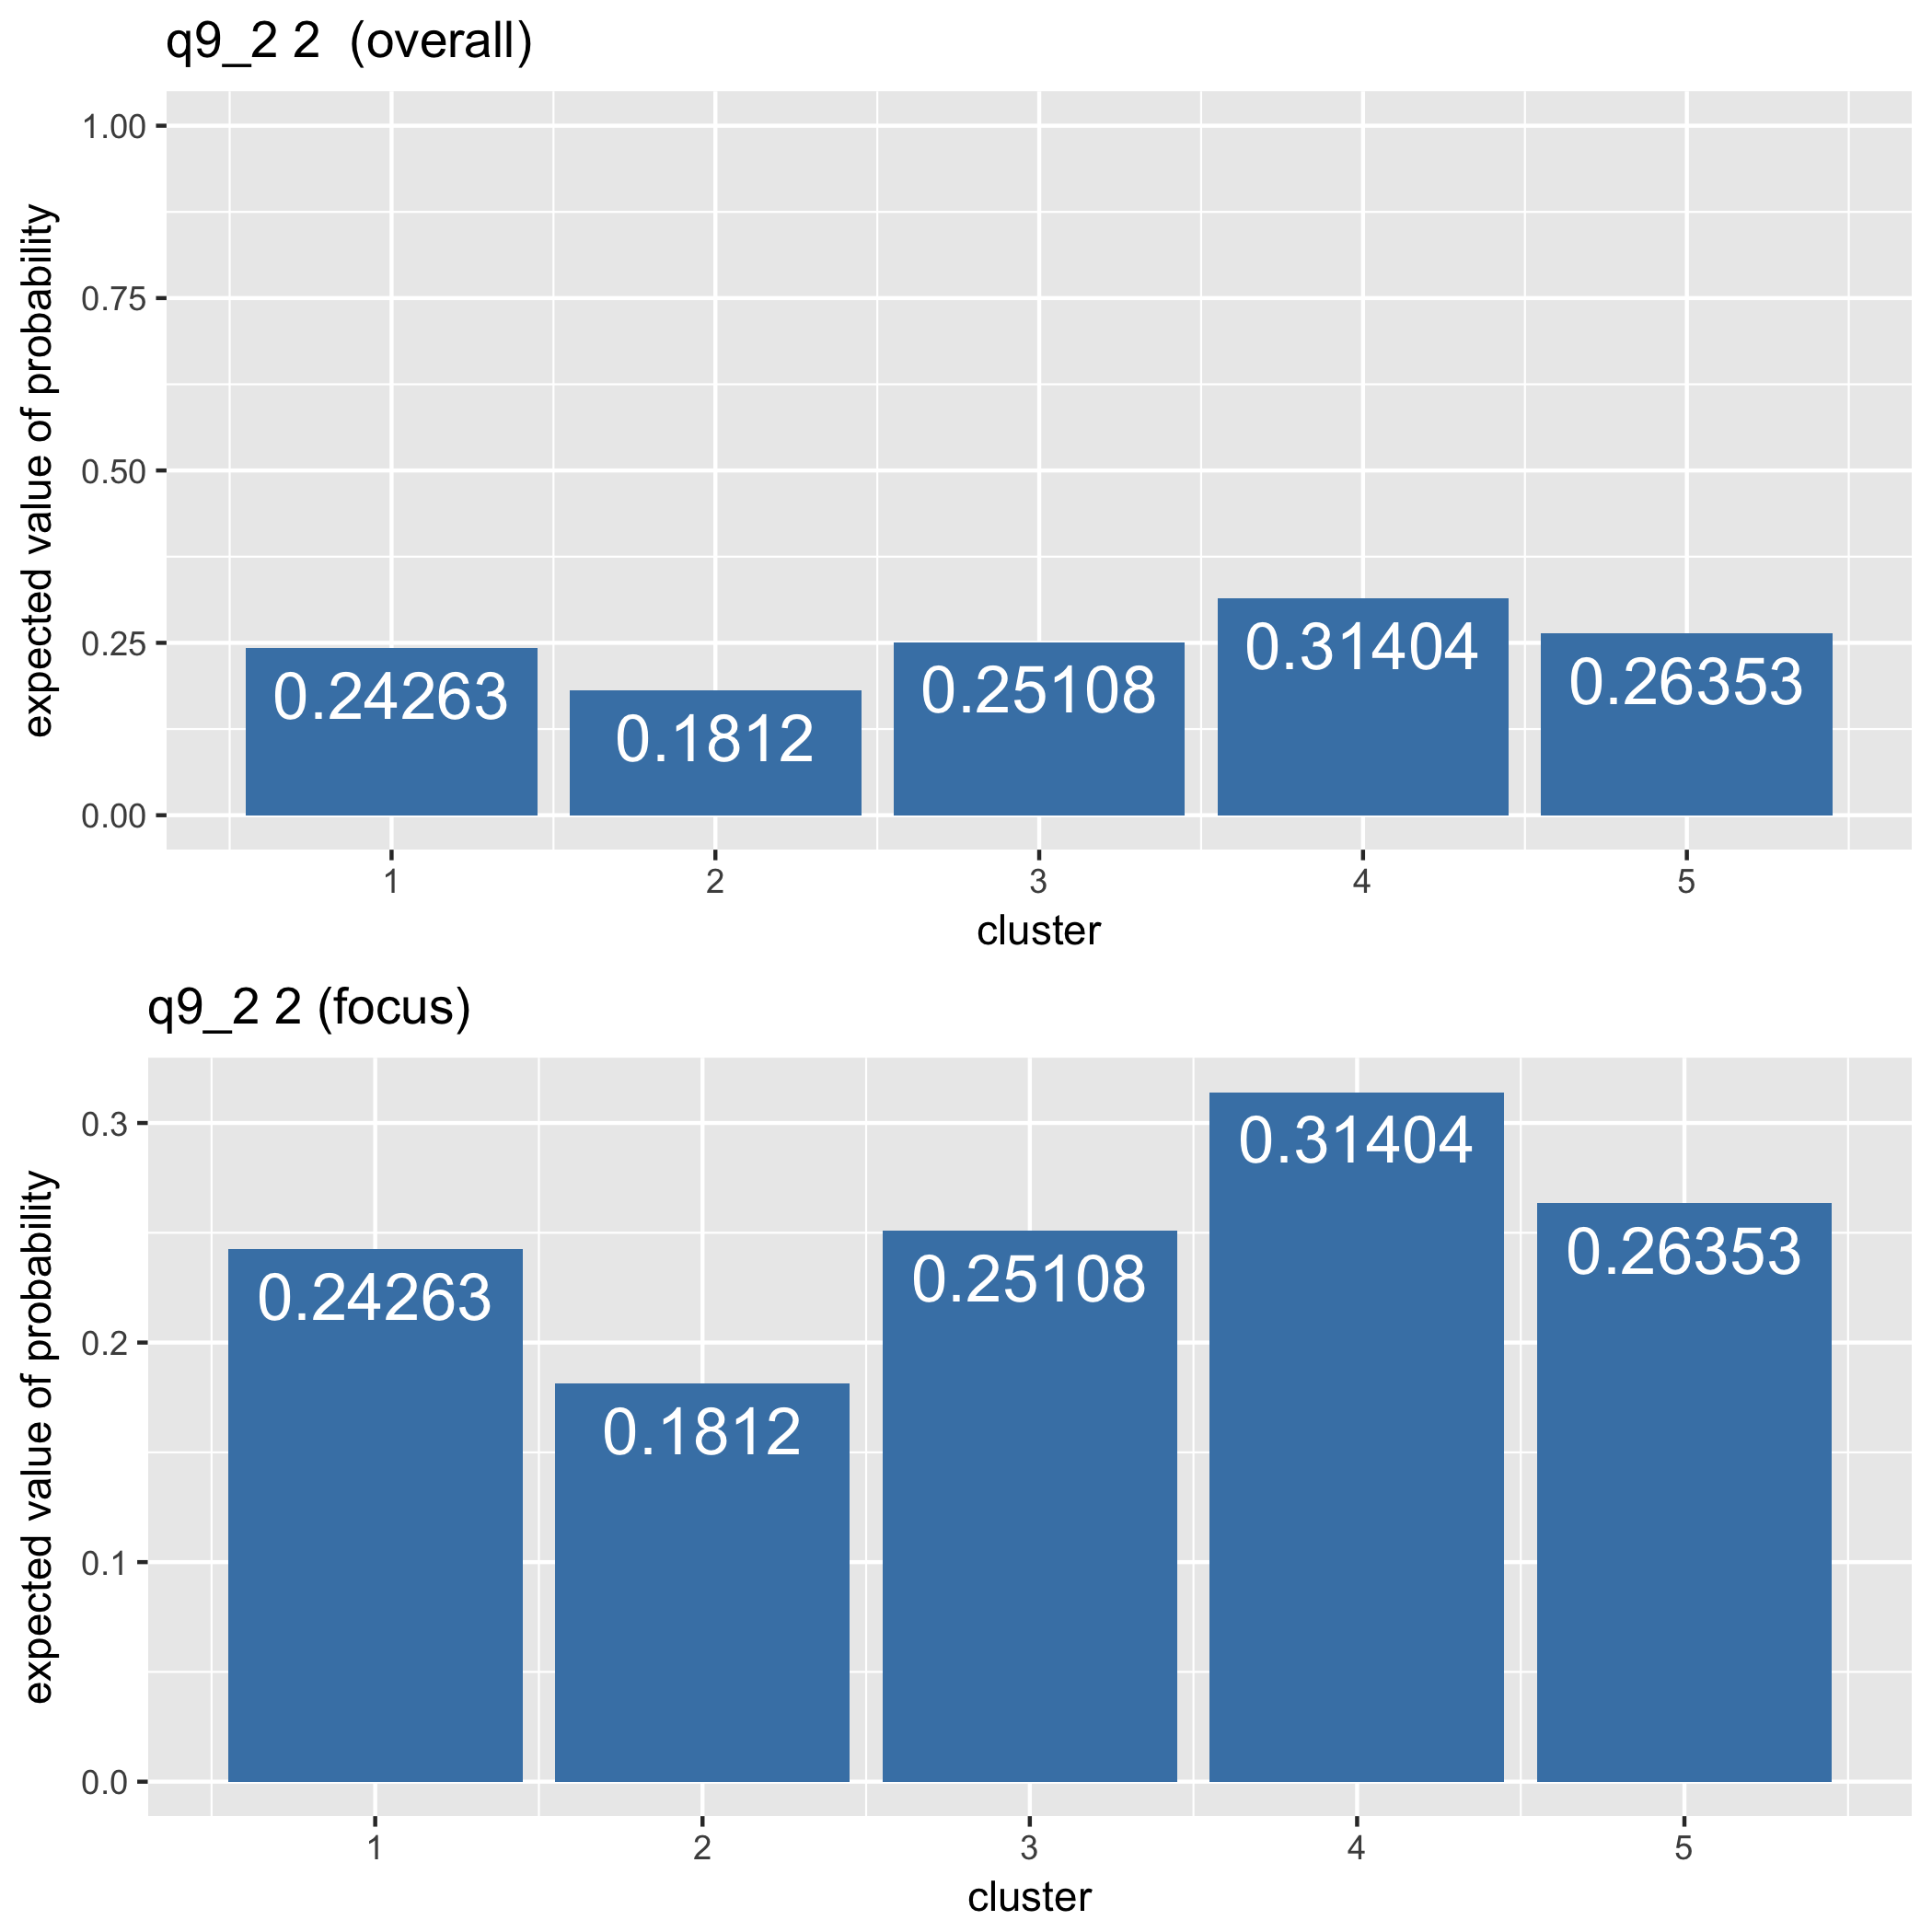 q9_2 2  (overall)
expected value of probability
1.00
0.75
0.50
0.25
0.00
0.24263
0.1812
0.25108
0.31404
0.26353
1 2 3 4 5
cluster
q9_2 2 (focus)
expected value of probability
0.3
0.2
0.1
0.0
0.24263
0.1812
0.25108
0.31404
0.26353
1 2 3 4 5
cluster